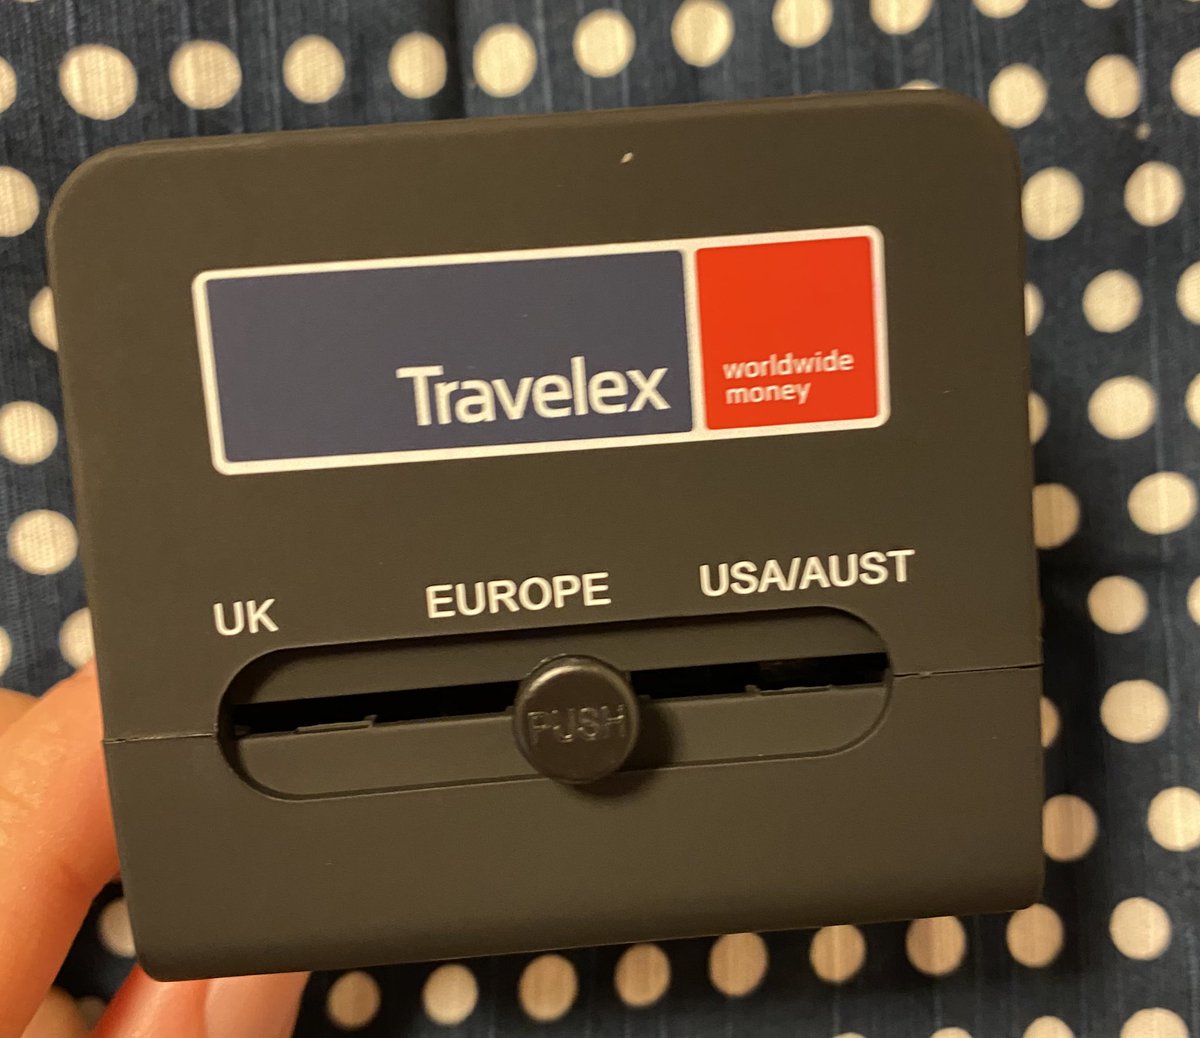 Travelex
worldwide
money
UK EUROPE USA/AUST
PUSH